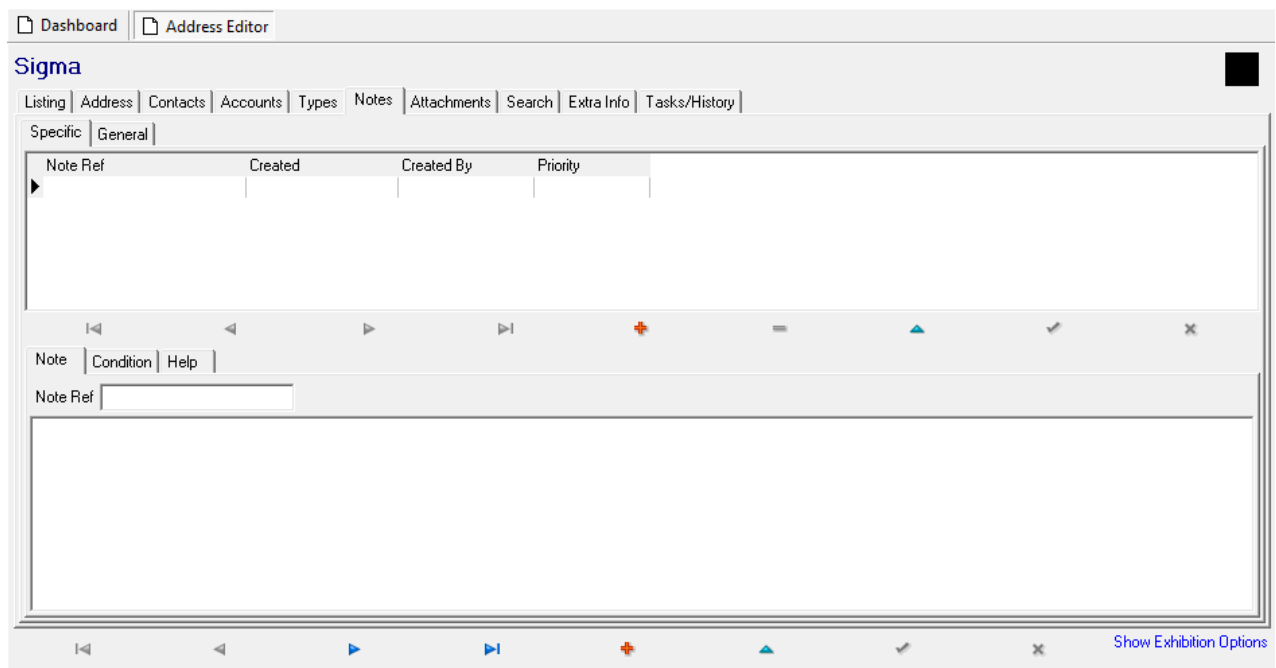 Dashboard Address Editor
Sigma
Listing Address Contacts Accounts Types Notes Attachments Search Extra Info Tasks/History
Specific General
Note Ref Created Created By Priority
Note Condition Help
Note Ref
Show Exhibition Options